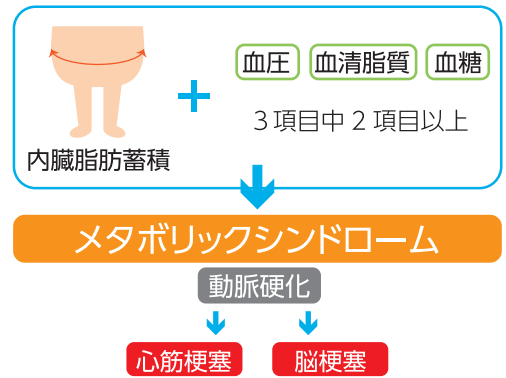 血圧 血清脂質 血糖
3項目中2項目以上
内臓脂肪蓄積
メタボリックシンドローム
動脈硬化
心筋梗塞 脳梗塞